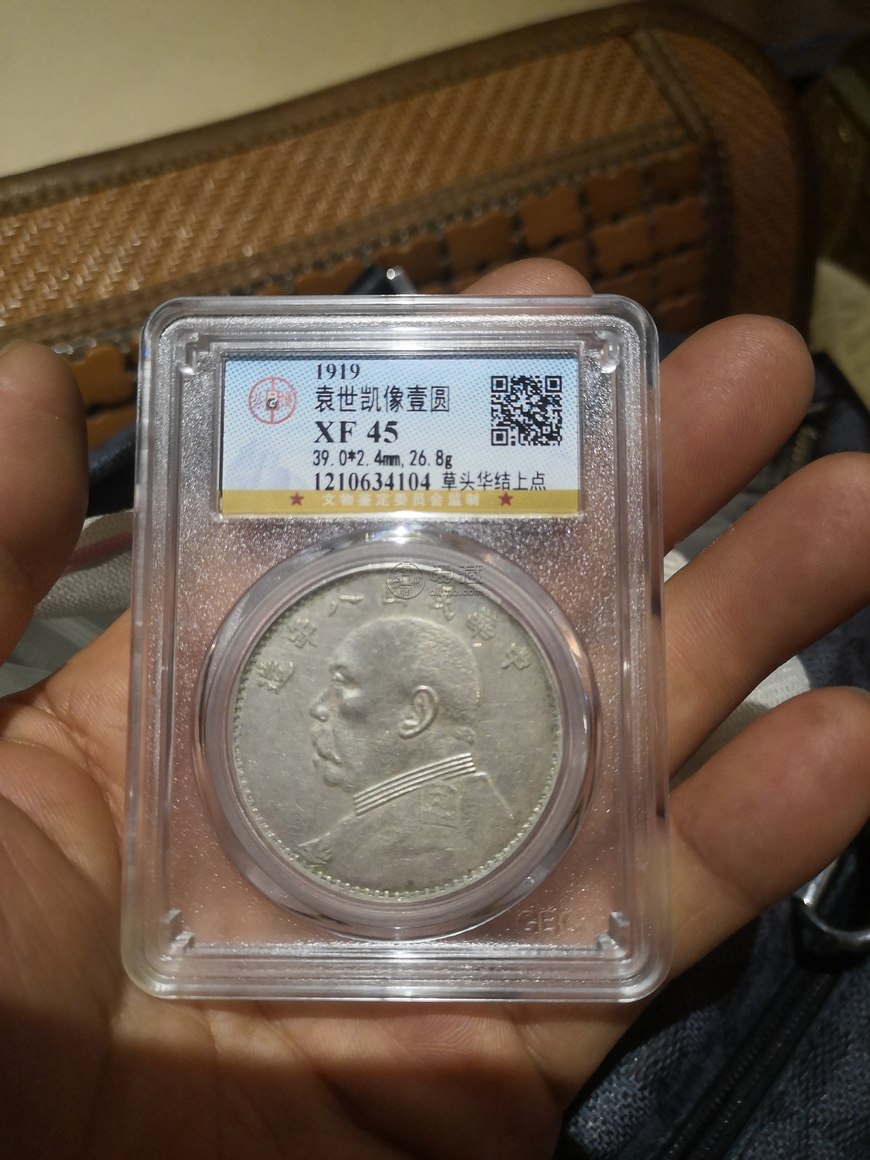 1919
袁世凯像壹圆
XF 45
39.0*2.4mm,26.8g
1210634104 草头华结上点
★ 文物鉴定委员会监制 ★
中華民國八年造